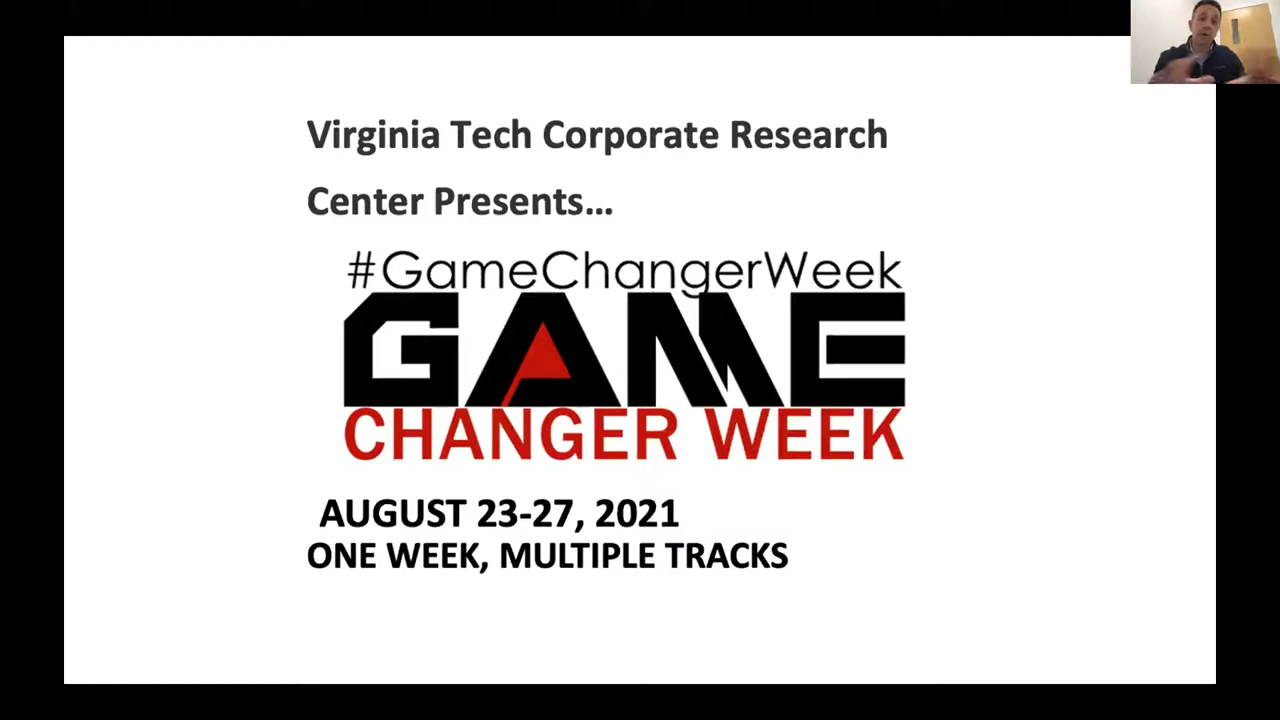 Virginia Tech Corporate Research
Center Presents…
#GameChangerWeek
GAME
CHANGER WEEK
AUGUST 23-27, 2021
ONE WEEK, MULTIPLE TRACKS